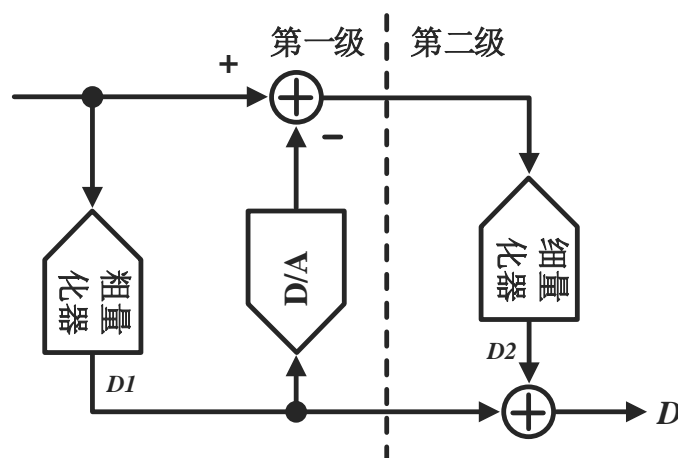 第一级
第二级
+
−
粗量
化器
D/A
细量
化器
D1
D2
D